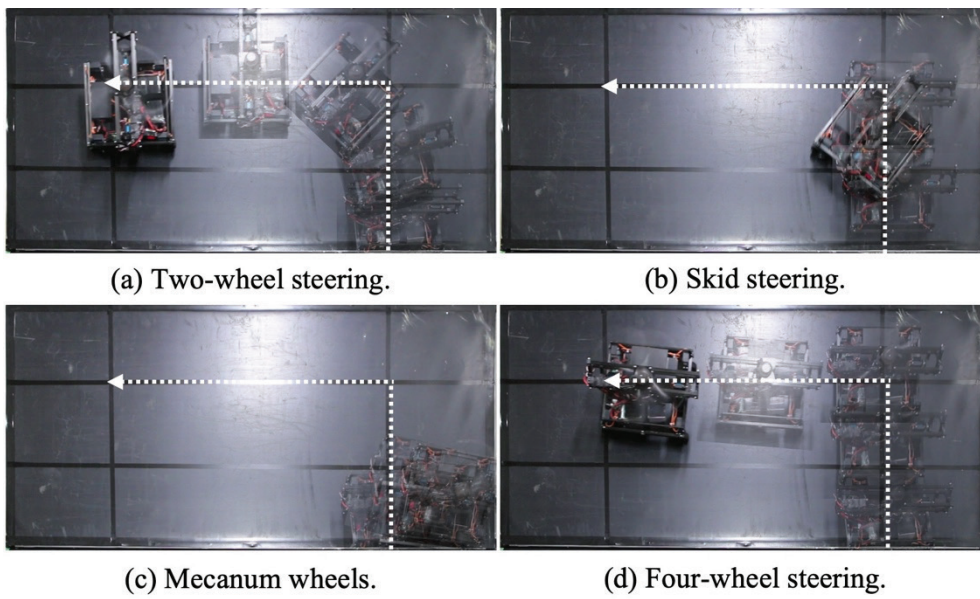 (a) Two-wheel steering.
(b) Skid steering.
(c) Mecanum wheels.
(d) Four-wheel steering.